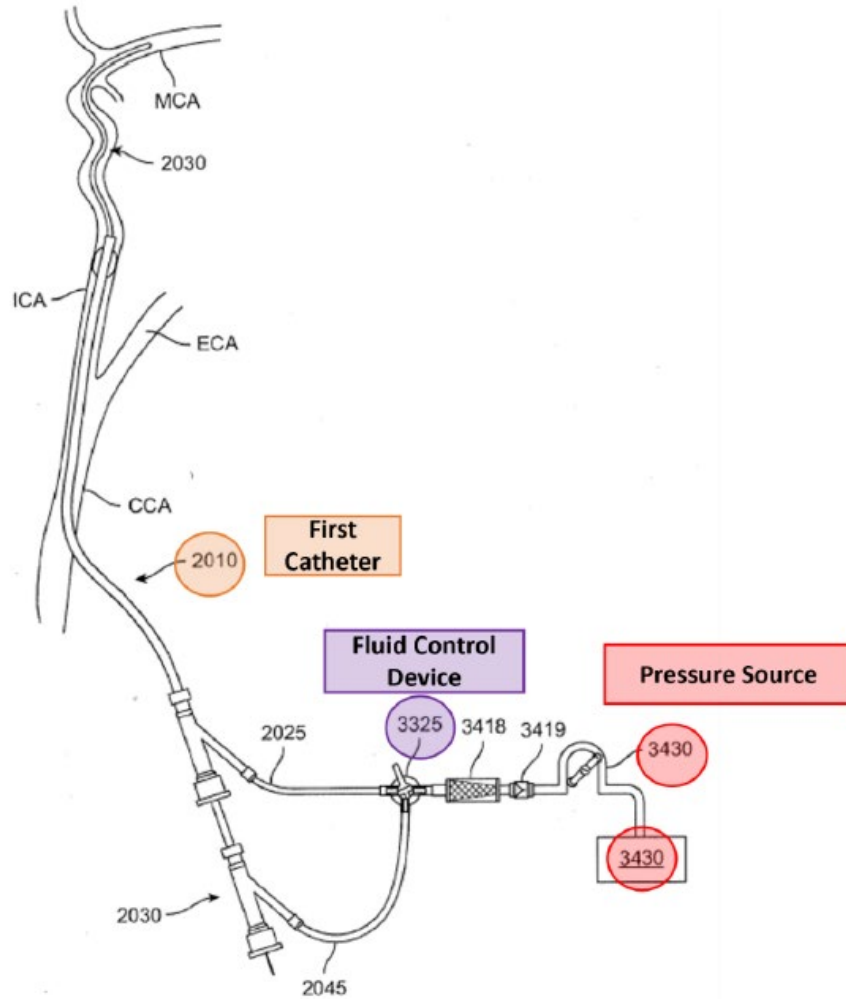 MCA
2030
ICA
ECA
CCA
2010
First
Catheter
Fluid Control
Device
Pressure Source
2025
3325
3418
3419
3430
3430
2030
2045